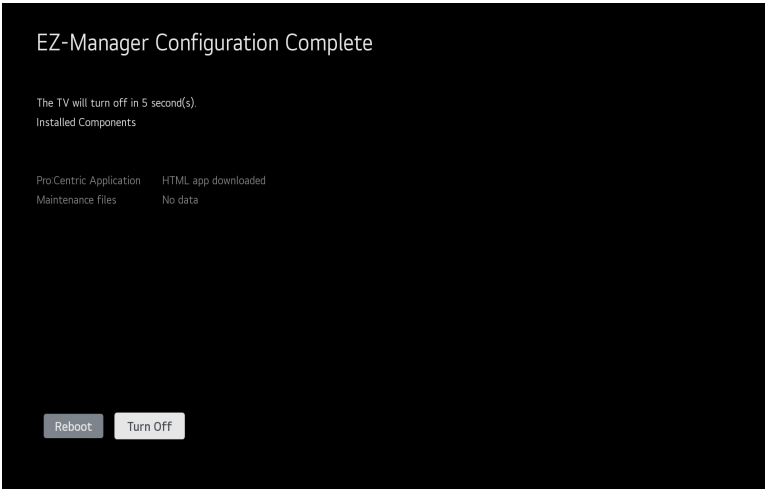 EZ-Manager Configuration Complete
The TV will turn off in 5 second(s).
Installed Components
Pro:Centric Application HTML app downloaded
Maintenance files No data
Reboot Turn Off